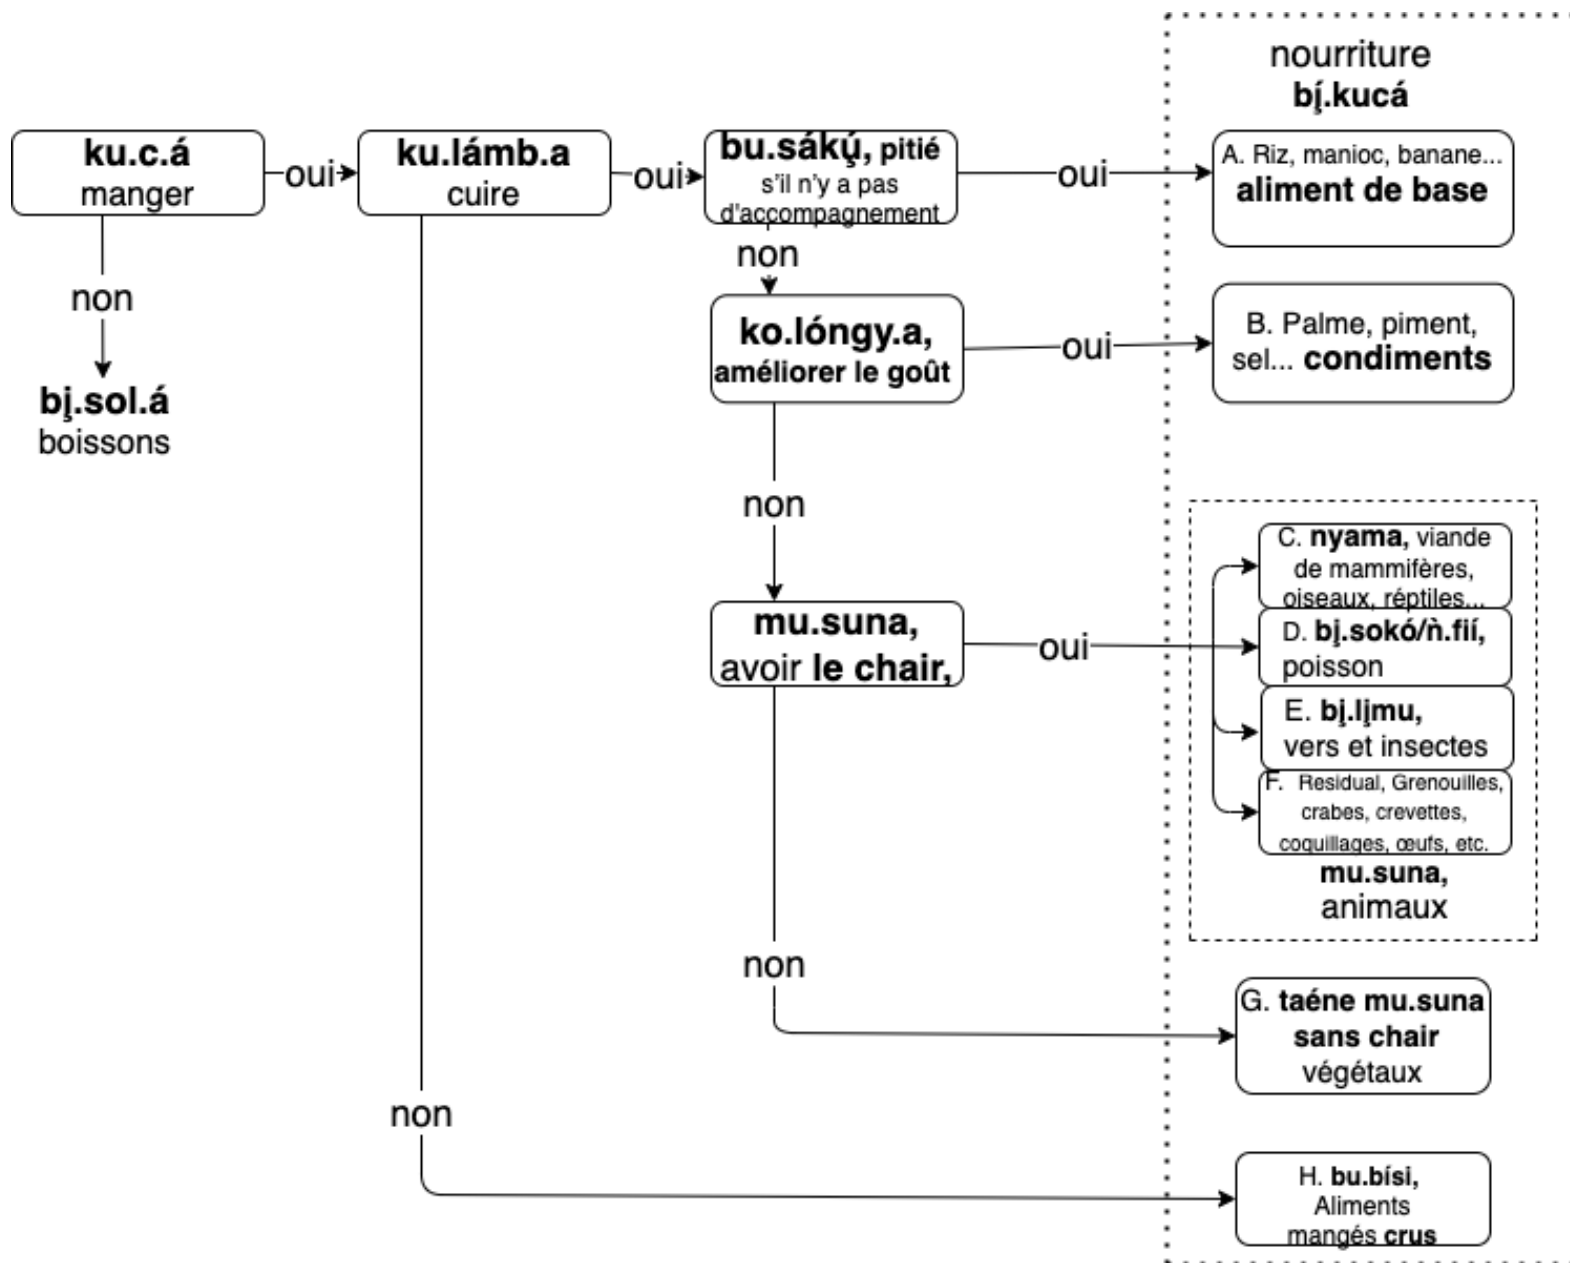 nourriture
bį́.kucá
ku.c.á
manger
oui
ku.lámb.a
cuire
oui
bu.sákų́, pitié
s'il n'y a pas
d'accompagnement
oui
A. Riz, manioc, banane...
aliment de base
non
non
bį.sol.á
boissons
ko.lóngy.a,
améliorer le goût
oui
B. Palme, piment,
sel... condiments
non
mu.suna,
avoir le chair,
oui
C. nyama, viande
de mammifères,
oiseaux, réptiles...
D. bį.sokó/ǹ.fií,
poisson
E. bį.lįmu,
vers et insectes
F. Residual, Grenouilles,
crabes, crevettes,
coquillages, œufs, etc.
mu.suna,
animaux
non
G. taéne mu.suna
sans chair
végétaux
non
H. bu.bísi,
Aliments
mangés crus